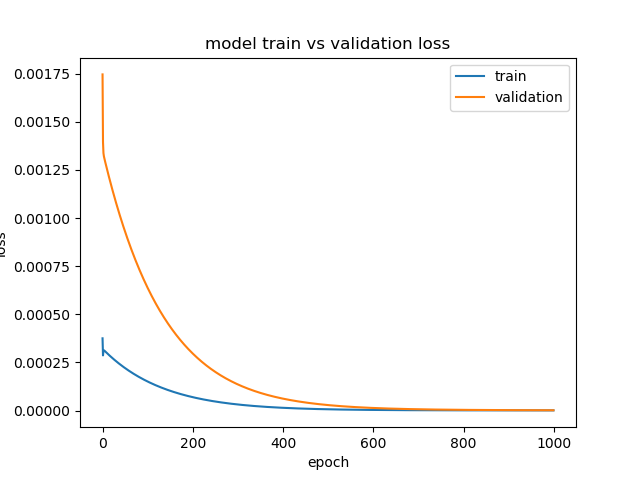 model train vs validation loss
0.00175
0.00150
0.00125
0.00100
0.00075
0.00050
0.00025
0.00000
loss
train
validation
0 200 400 600 800 1000
epoch